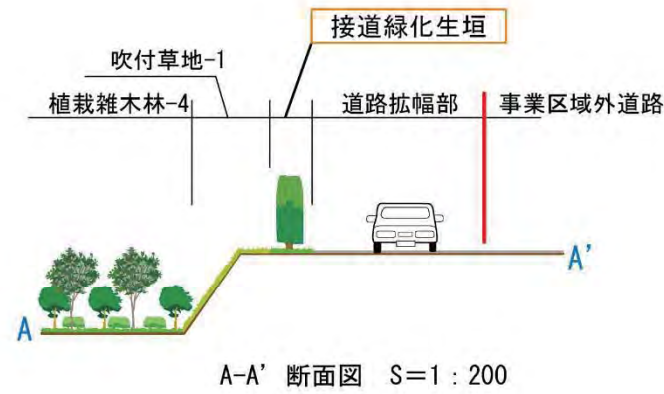 接道緑化生垣
吹付草地-1
植栽雑木林-4 道路拡幅部 事業区域外道路
A A'
A-A' 断面図 S=1:200